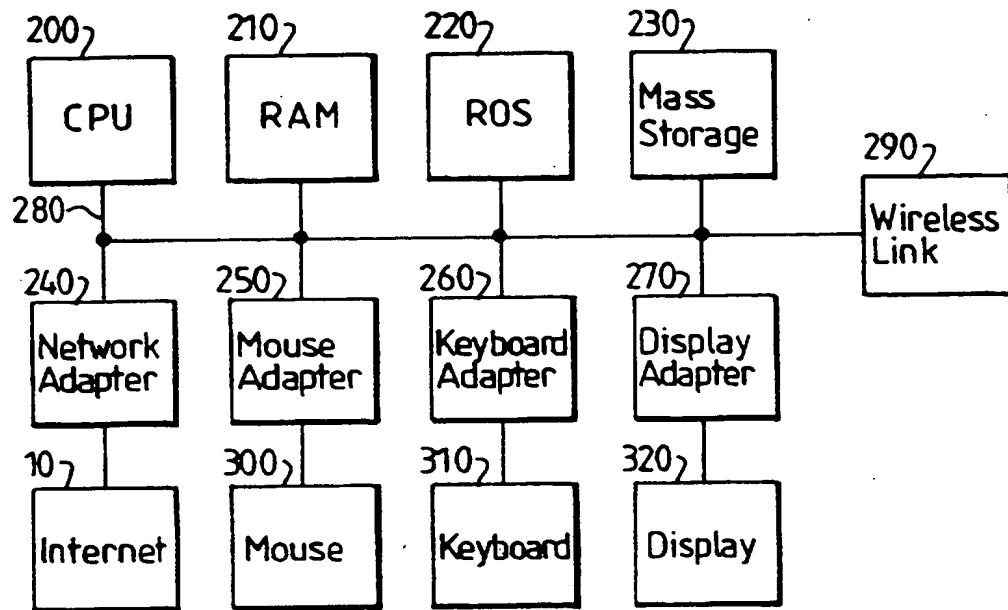 200
210
220
230
CPU
RAM
ROS
Mass
Storage
290
280
Wireless
Link
240
250
260
270
Network
Adapter
Mouse
Adapter
Keyboard
Adapter
Display
Adapter
10
300
310
320
Internet
Mouse
Keyboard
Display